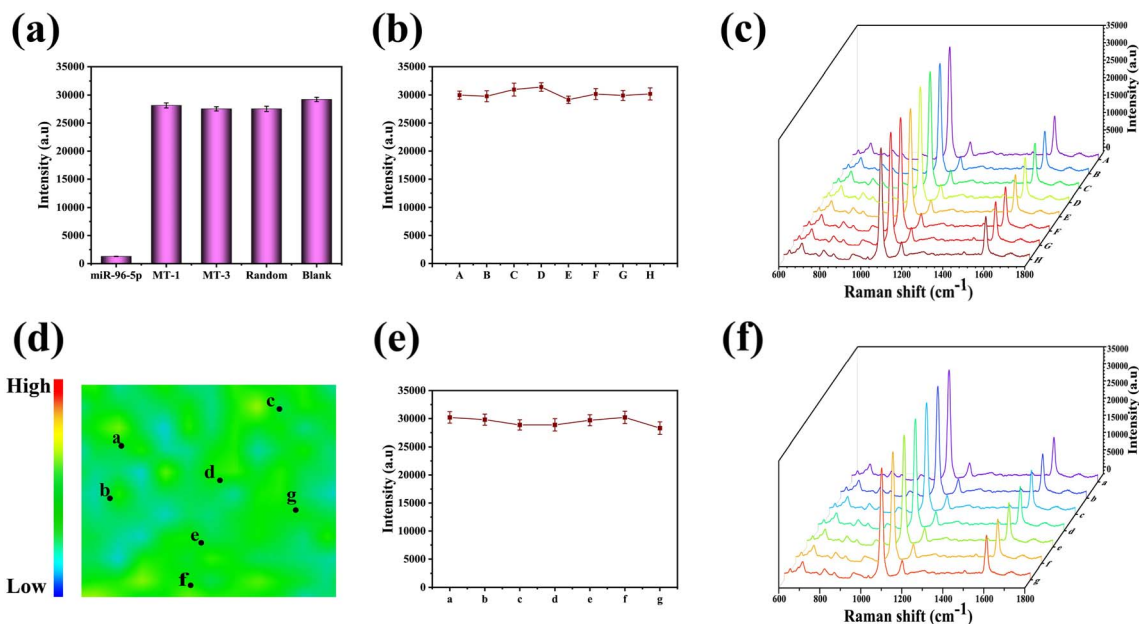 (a)
35000
30000
25000
20000
15000
10000
5000
0
Intensity (a.u)
miR-96-5p MT-1 MT-3 Random Blank
(b)
35000
30000
25000
20000
15000
10000
5000
0
Intensity (a.u)
A B C D E F G H
(c)
35000
30000
25000
20000
15000
10000
5000
0
Intensity (a.u)
A
B
C
D
E
F
G
H
600 800 1000 1200 1400 1600 1800
Raman shift (cm⁻¹)
(d)
High
Low
a
b
c
d
e
f
g
(e)
35000
30000
25000
20000
15000
10000
5000
0
Intensity (a.u)
a b c d e f g
(f)
35000
30000
25000
20000
15000
10000
5000
0
Intensity (a.u)
a
b
c
d
e
f
g
600 800 1000 1200 1400 1600 1800
Raman shift (cm⁻¹)